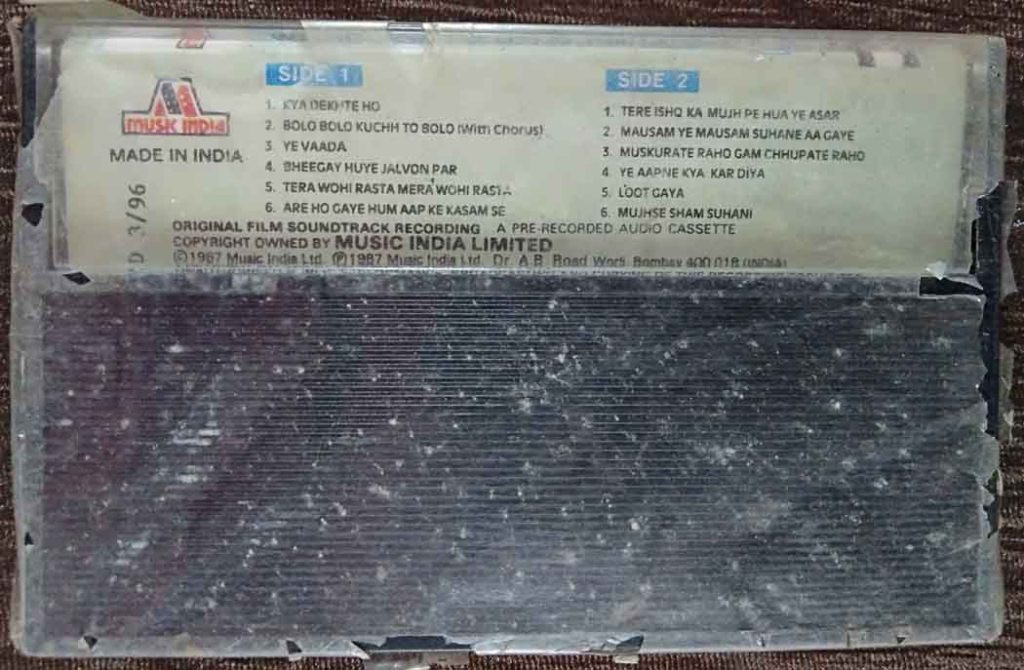 SIDE 1
1. KYA DEKHTE HO
2. BOLO BOLO KUCHH TO BOLO (With Chorus)
3. YE VAADA
4. BHEEGAY HUYE JALVON PAR
5. TERA WOHI RASTA MERA WOHI RASTA
6. ARE HO GAYE HUM AAP KE KASAM SE
SIDE 2
1. TERE ISHQ KA MUJH PE HUA YE ASAR
2. MAUSAM YE MAUSAM SUHANE AA GAYE
3. MUSKURATE RAHO GAM CHHUPATE RAHO
4. YE AAPNE KYA KAR DIYA
5. LOOT GAYA
6. MUJHSE SHAM SUHANI
MUSIC INDIA
MADE IN INDIA
D 3/96
ORIGINAL FILM SOUNDTRACK RECORDING A PRE-RECORDED AUDIO CASSETTE
COPYRIGHT OWNED BY MUSIC INDIA LIMITED
©1987 Music India Ltd. ℗1987 Music India Ltd. Dr. A.B. Road Worli Bombay 400 018 (INDIA)